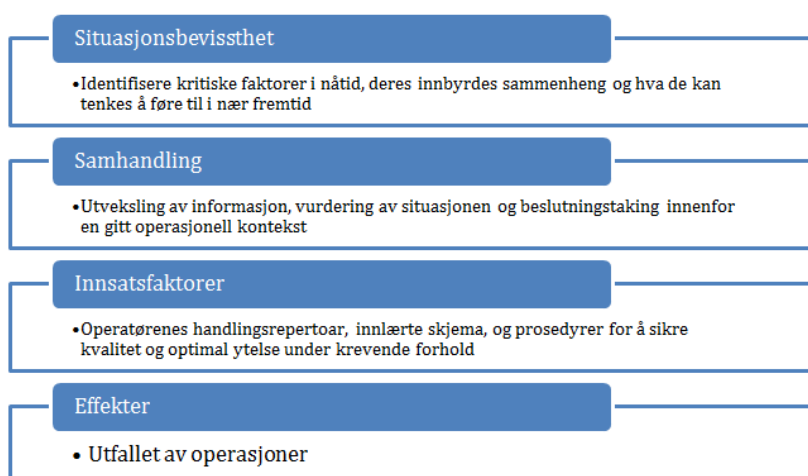 Situasjonsbevissthet
•Identifisere kritiske faktorer i nåtid, deres innbyrdes sammenheng og hva de kan
tenkes å føre til i nær fremtid
Samhandling
•Utveksling av informasjon, vurdering av situasjonen og beslutningstaking innenfor
en gitt operasjonell kontekst
Innsatsfaktorer
•Operatørenes handlingsrepertoar, innlærte skjema, og prosedyrer for å sikre
kvalitet og optimal ytelse under krevende forhold
Effekter
• Utfallet av operasjoner